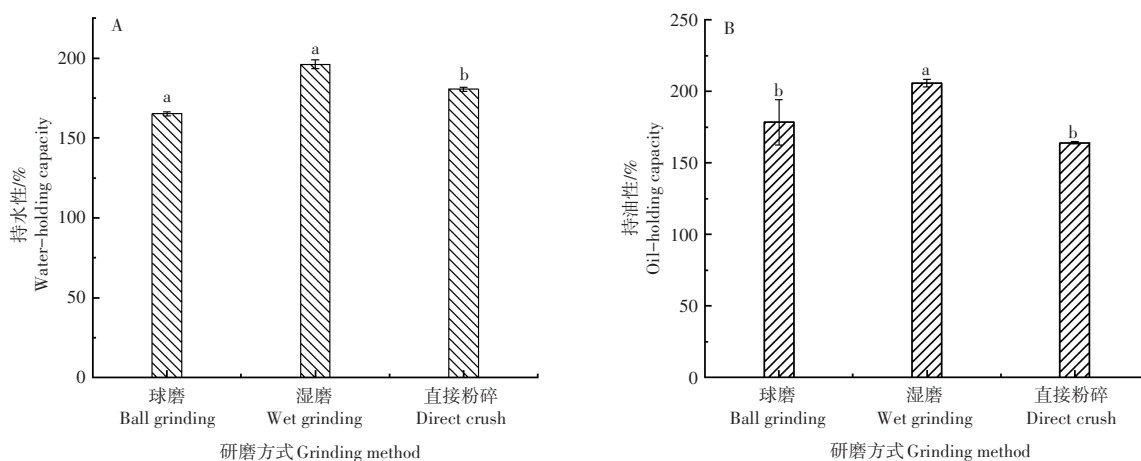 A
200
150
100
50
0
a
a
b
持水性/%
Water-holding capacity
球磨
湿磨
直接粉碎
Ball grinding
Wet grinding
Direct crush
研磨方式 Grinding method
B
250
200
150
100
50
0
b
a
b
持油性/%
Oil-holding capacity
球磨
湿磨
直接粉碎
Ball grinding
Wet grinding
Direct crush
研磨方式 Grinding method